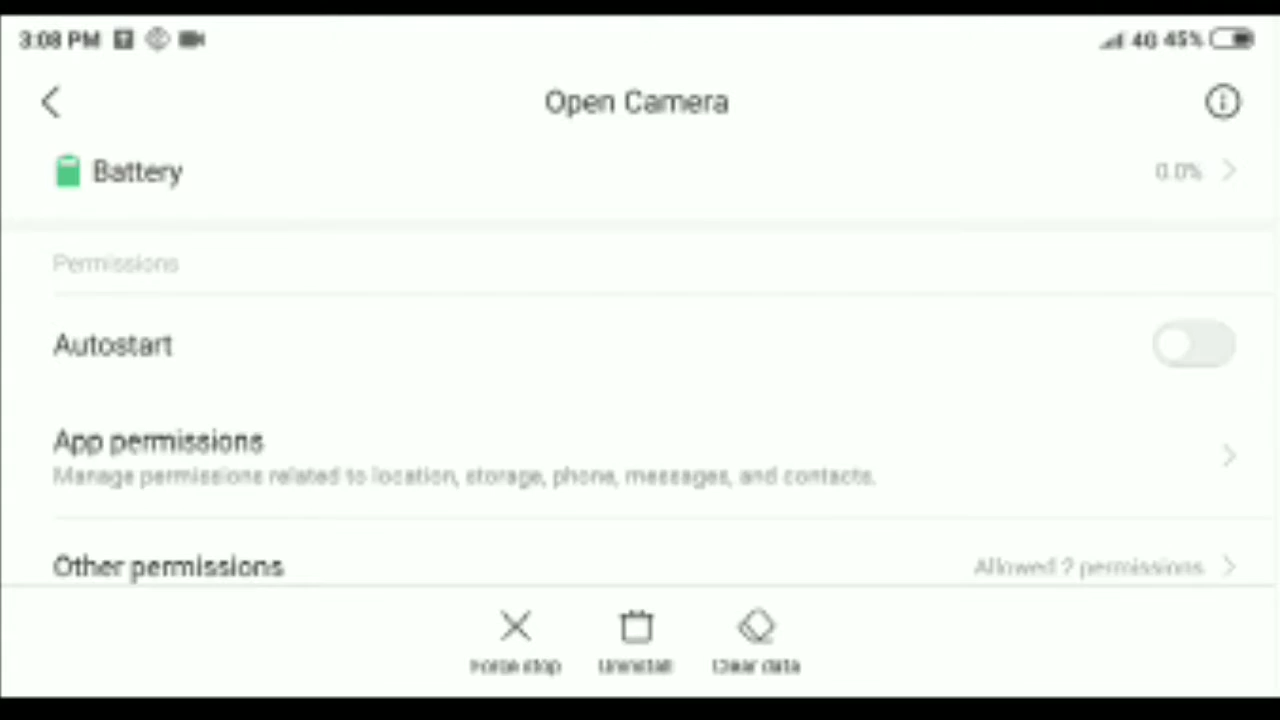 3:08 PM 4G 45%
Open Camera
Battery 0.0%
Permissions
Autostart
App permissions
Manage permissions related to location, storage, phone, messages, and contacts.
Other permissions Allowed 2 permissions
Force stop Uninstall Clear data